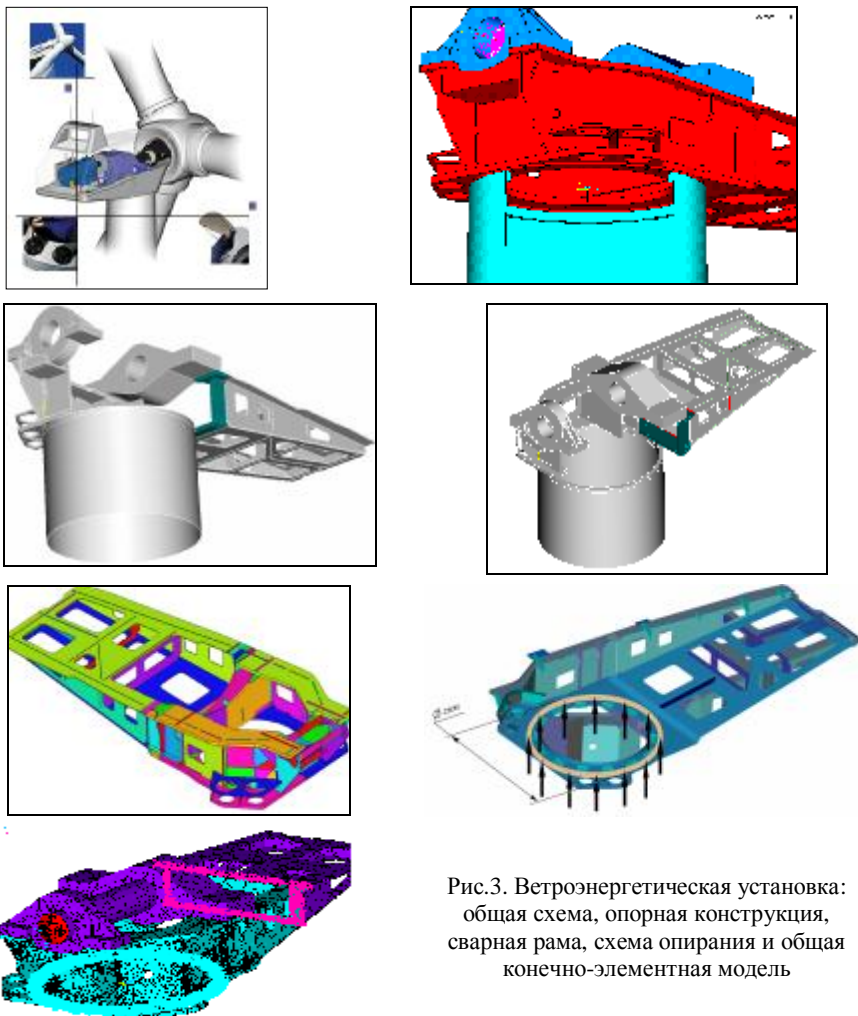 Рис.3. Ветроэнергетическая установка:
общая схема, опорная конструкция,
сварная рама, схема опирания и общая
конечно-элементная модель